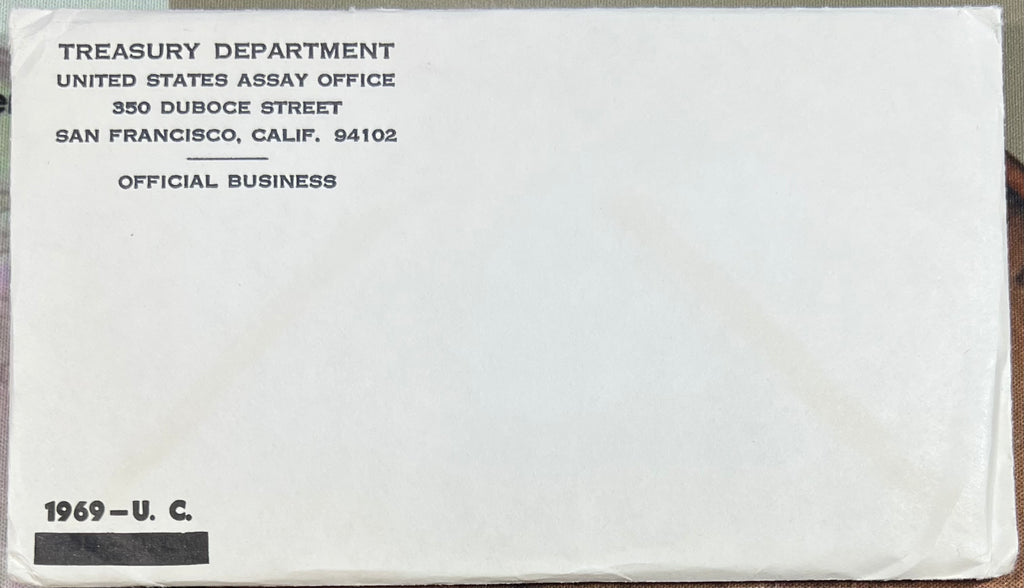 TREASURY DEPARTMENT
UNITED STATES ASSAY OFFICE
350 DUBOCE STREET
SAN FRANCISCO, CALIF. 94102
OFFICIAL BUSINESS
1969-U. C.